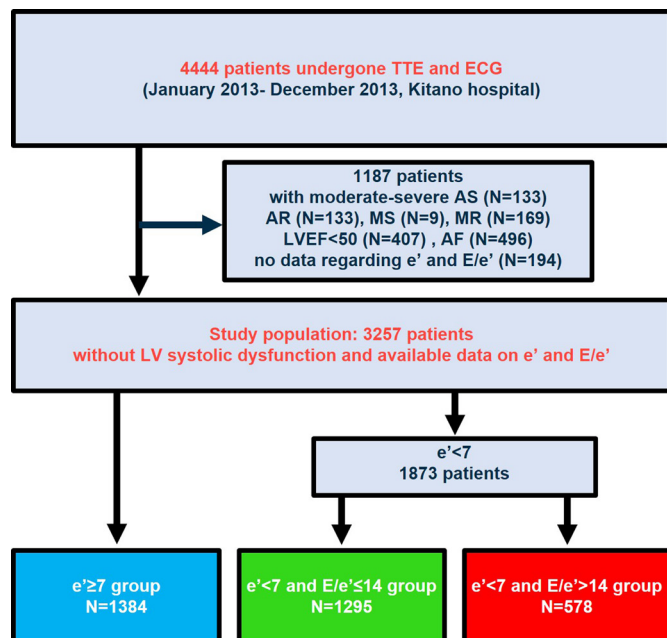 4444 patients undergone TTE and ECG
(January 2013- December 2013, Kitano hospital)
1187 patients
with moderate-severe AS (N=133)
AR (N=133), MS (N=9), MR (N=169)
LVEF<50 (N=407) , AF (N=496)
no data regarding e’ and E/e’ (N=194)
Study population: 3257 patients
without LV systolic dysfunction and available data on e’ and E/e’
e’<7
1873 patients
e’≥7 group
N=1384
e’<7 and E/e’≤14 group
N=1295
e’<7 and E/e’>14 group
N=578